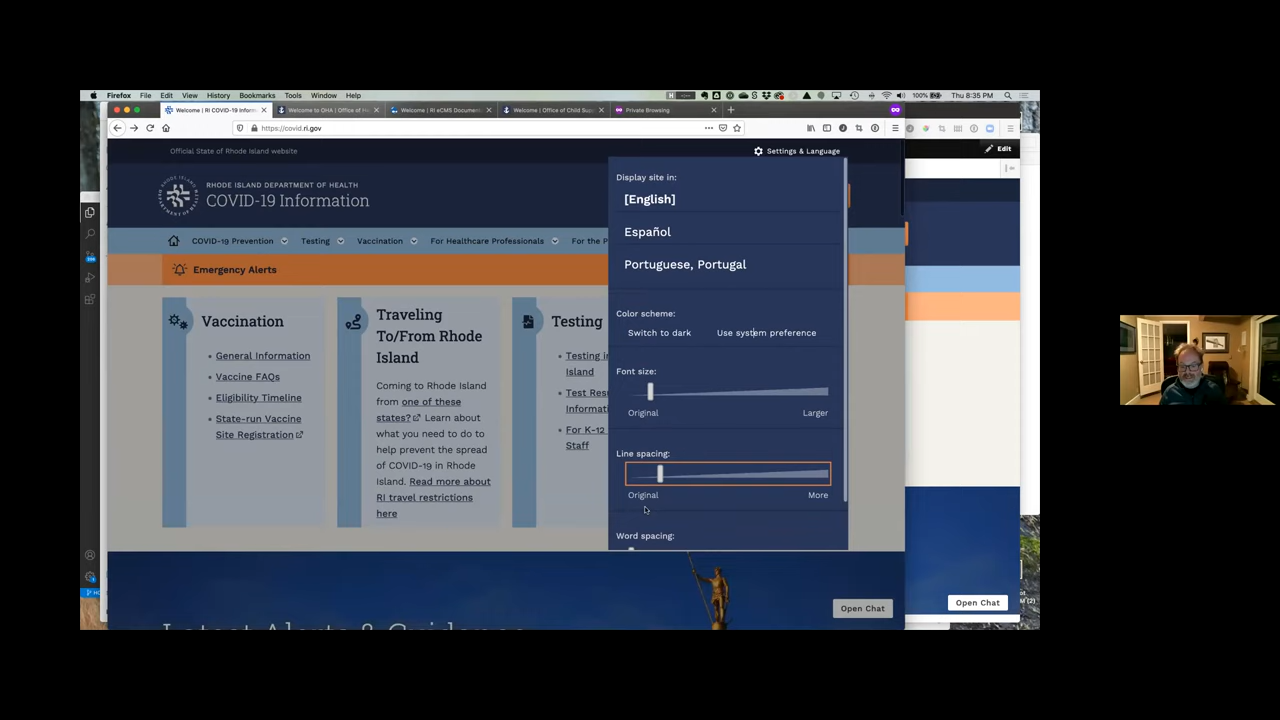 Firefox File Edit View History Bookmarks Tools Window Help
100% Thu 8:35 PM
Welcome | RI COVID-19 Inform
Welcome to DHA | Office of H
Welcome | RI eCMS Document
Welcome | Office of Child Sup
Private Browsing
https://covid.ri.gov
Official State of Rhode Island website
Settings & Language
Edit
RHODE ISLAND DEPARTMENT OF HEALTH
COVID-19 Information
COVID-19 Prevention Testing Vaccination For Healthcare Professionals For the P
Emergency Alerts
Vaccination
General Information
Vaccine FAQs
Eligibility Timeline
State-run Vaccine
Site Registration
Traveling
To/From Rhode
Island
Coming to Rhode Island
from one of these
states? Learn about
what you need to do to
help prevent the spread
of COVID-19 in Rhode
Island. Read more about
RI travel restrictions
here
Testing
Testing in
Island
Test Res
Informat
For K-12
Staff
Display site in:
[English]
Español
Portuguese, Portugal
Color scheme:
Switch to dark Use system preference
Font size:
Original Larger
Line spacing:
Original More
Word spacing:
Open Chat
Open Chat